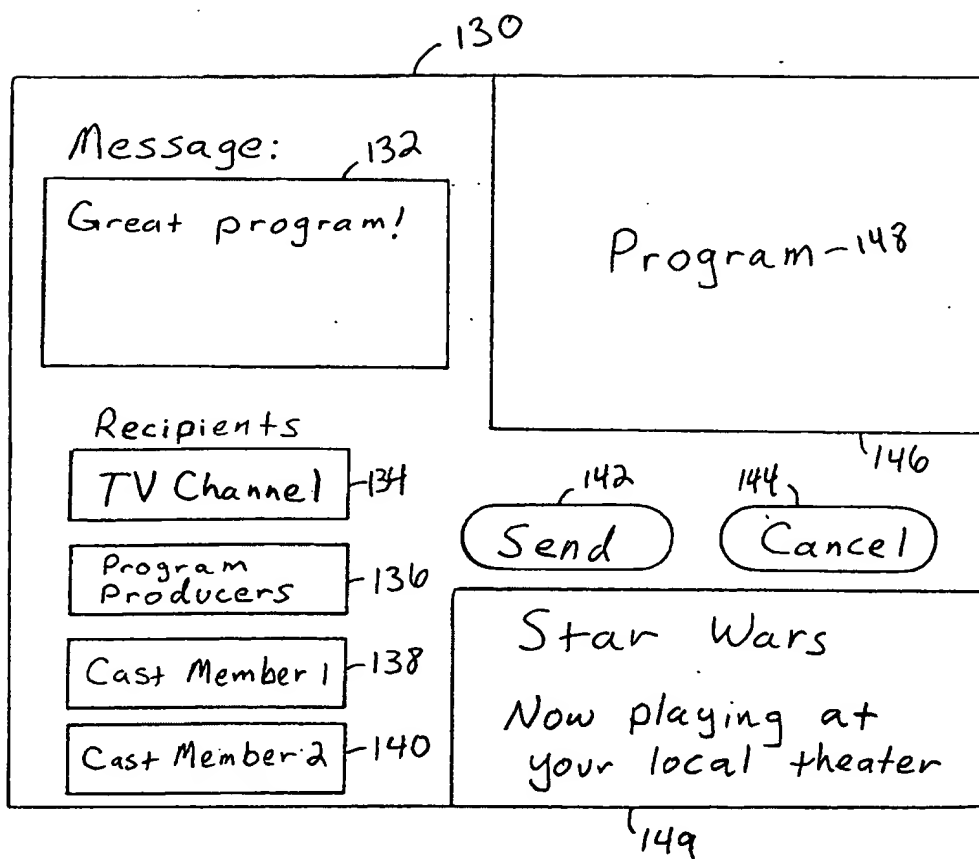 130
Message:
132
Great program!
Program - 148
146
Recipients
TV Channel
134
Program
Producers
136
Cast Member 1
138
Cast Member 2
140
142
Send
144
Cancel
Star Wars
Now playing at
your local theater
149